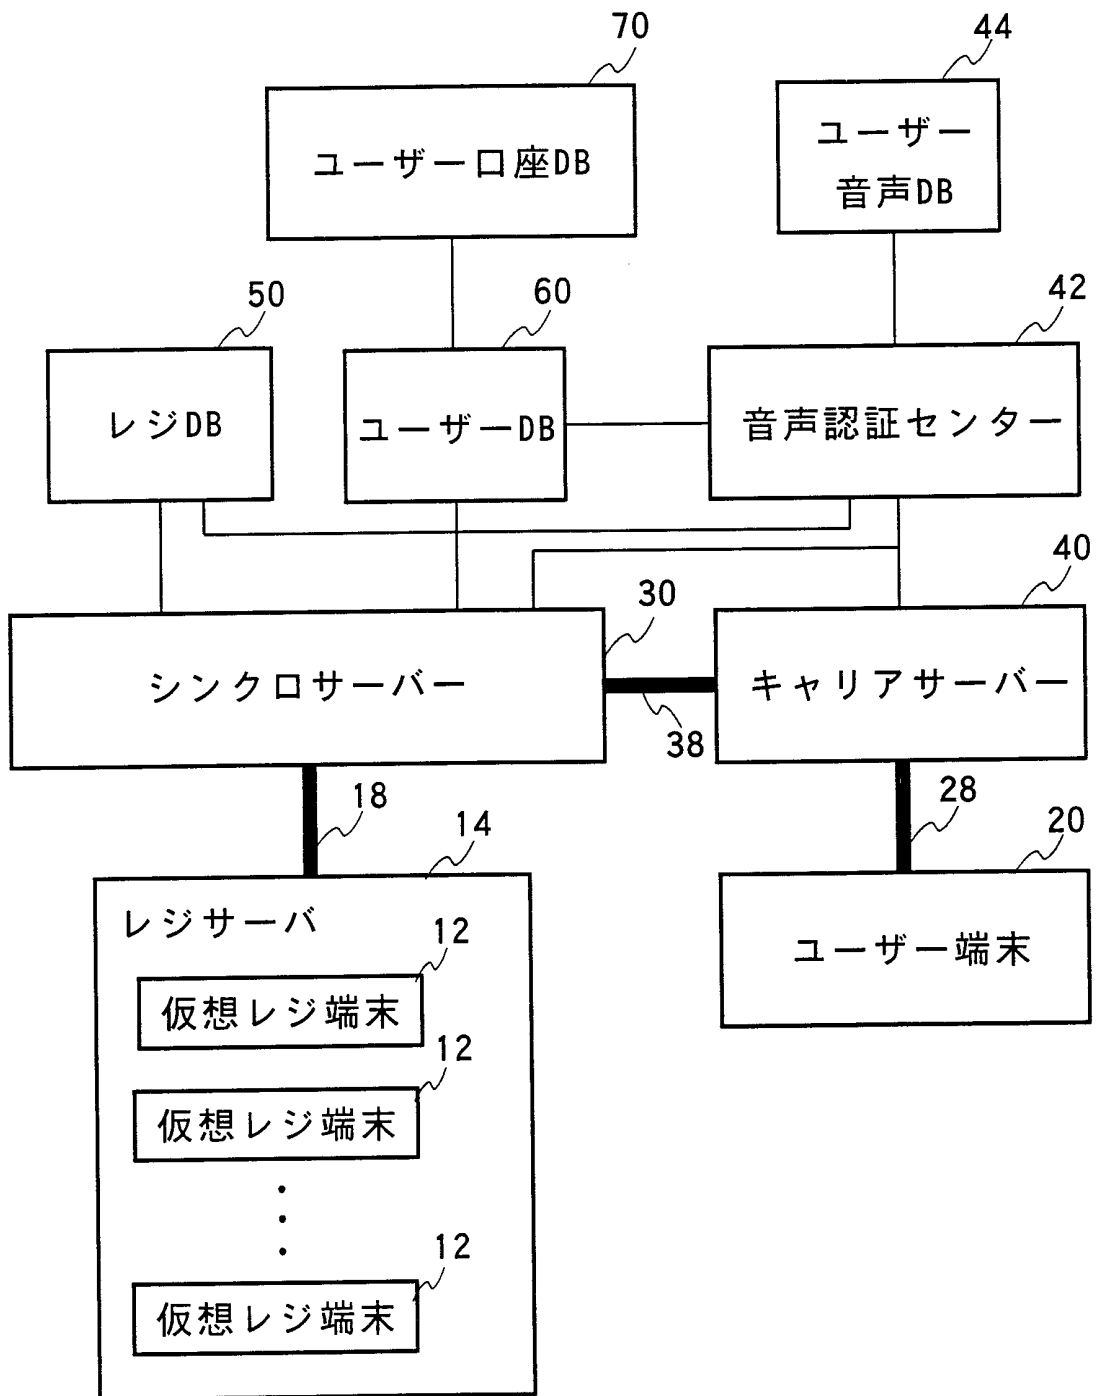 70
44
ユーザー口座DB
ユーザー
音声DB
50
60
42
レジDB
ユーザーDB
音声認証センター
40
30
シンクロサーバー
キャリアサーバー
38
18
28
14
20
レジサーバ
12
ユーザー端末
仮想レジ端末
12
仮想レジ端末
12
仮想レジ端末